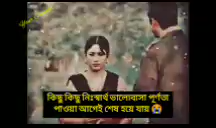 কিছু কিছু নিঃস্বার্থ ভালোবাসা পূর্ণতা
পাওয়া আগেই শেষ হয়ে যায় 😭